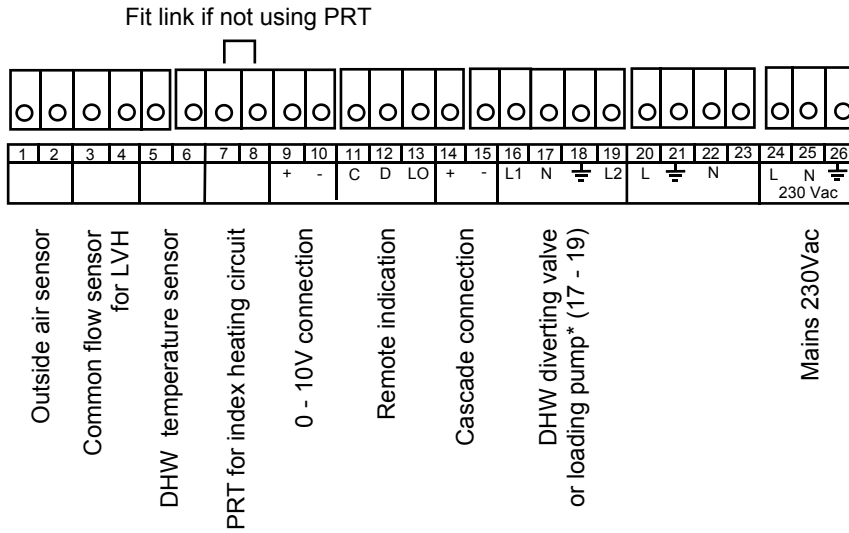 Fit link if not using PRT
1 2 3 4 5 6 7 8 9 10 11 12 13 14 15 16 17 18 19 20 21 22 23 24 25 26
+ - C D LO + - L1 N L2 L N L N
230 Vac
Outside air sensor
Common flow sensor
for LVH
DHW temperature sensor
PRT for index heating circuit
0 - 10V connection
Remote indication
Cascade connection
DHW diverting valve
or loading pump* (17 - 19)
Mains 230Vac